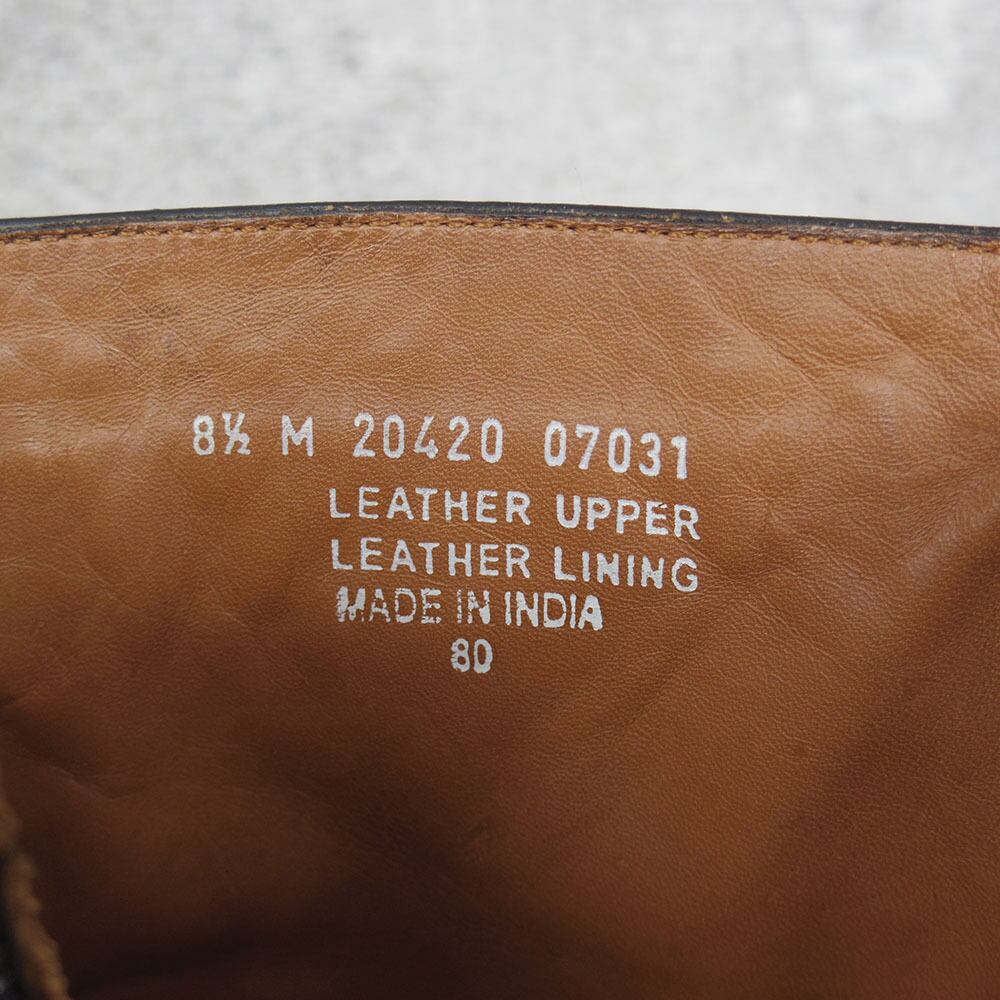 8½ M 20420 07031
LEATHER UPPER
LEATHER LINING
MADE IN INDIA
80